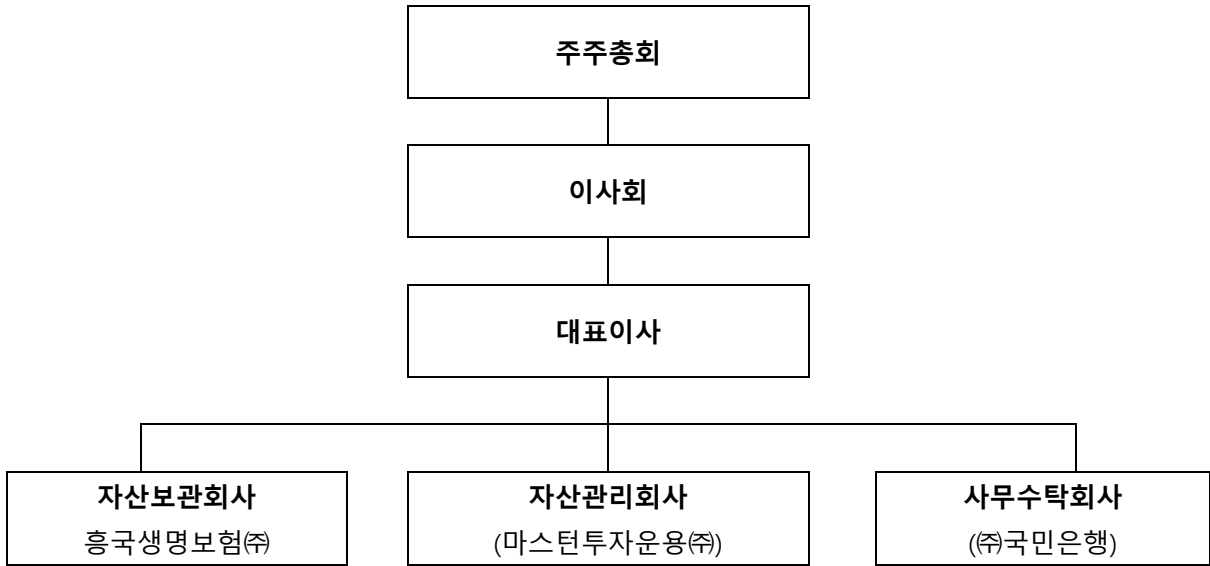 주주총회
이사회
대표이사
자산보관회사
흥국생명보험㈜
자산관리회사
(마스턴투자운용㈜)
사무수탁회사
(㈜국민은행)